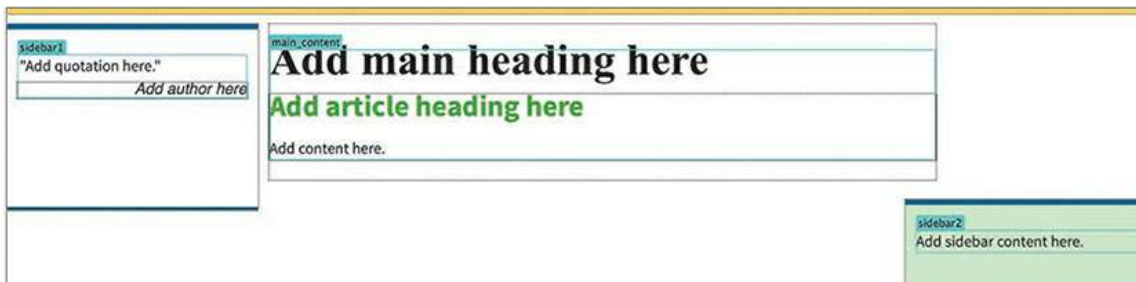 sidebar1
"Add quotation here."
Add author here
main_content
Add main heading here
Add article heading here
Add content here.
sidebar2
Add sidebar content here.